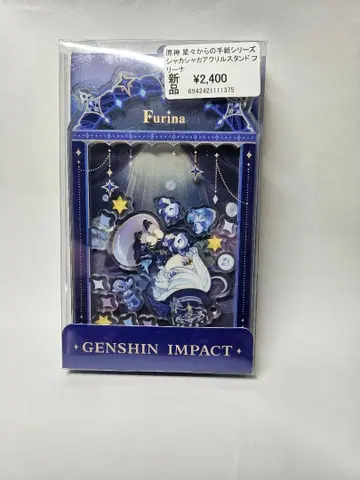 原神 星々からの手紙シリーズ
シャカシャカアクリルスタンド フ
リーナ
新品
¥2,400
6942421111375
Furina
GENSHIN IMPACT